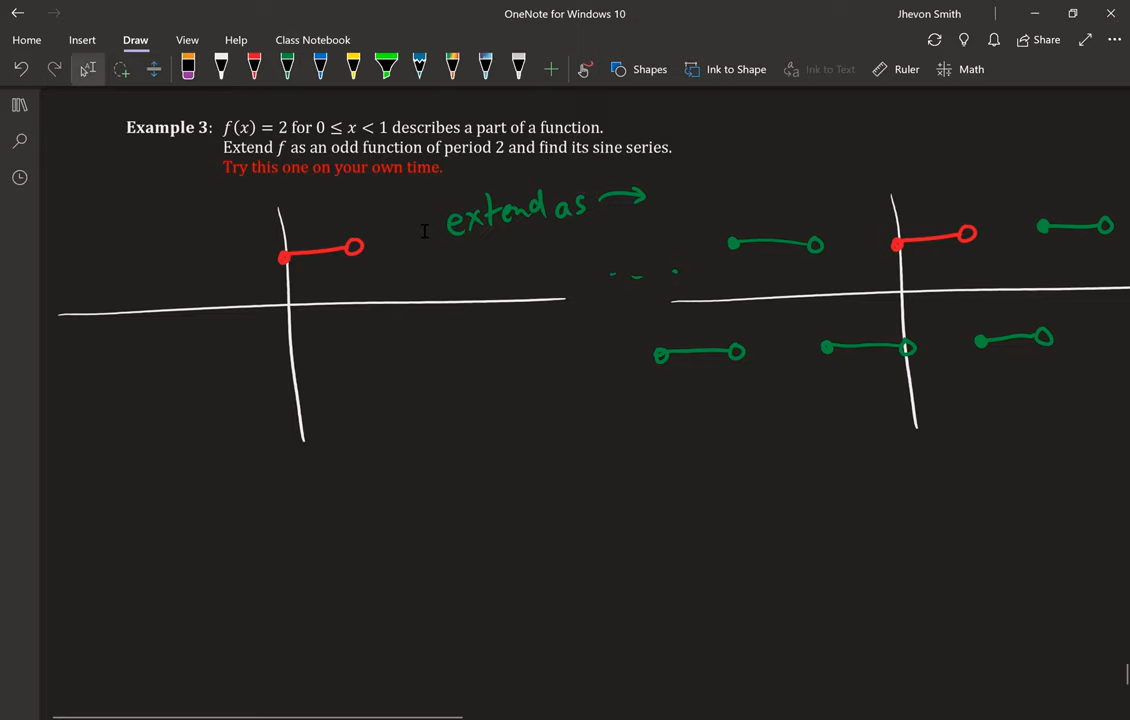 OneNote for Windows 10
Jhevon Smith
Home Insert Draw View Help Class Notebook
Share
Shapes Ink to Shape Ink to Text Ruler Math
Example 3: f(x) = 2 for 0 ≤ x < 1 describes a part of a function.
Extend f as an odd function of period 2 and find its sine series.
Try this one on your own time.
extend as